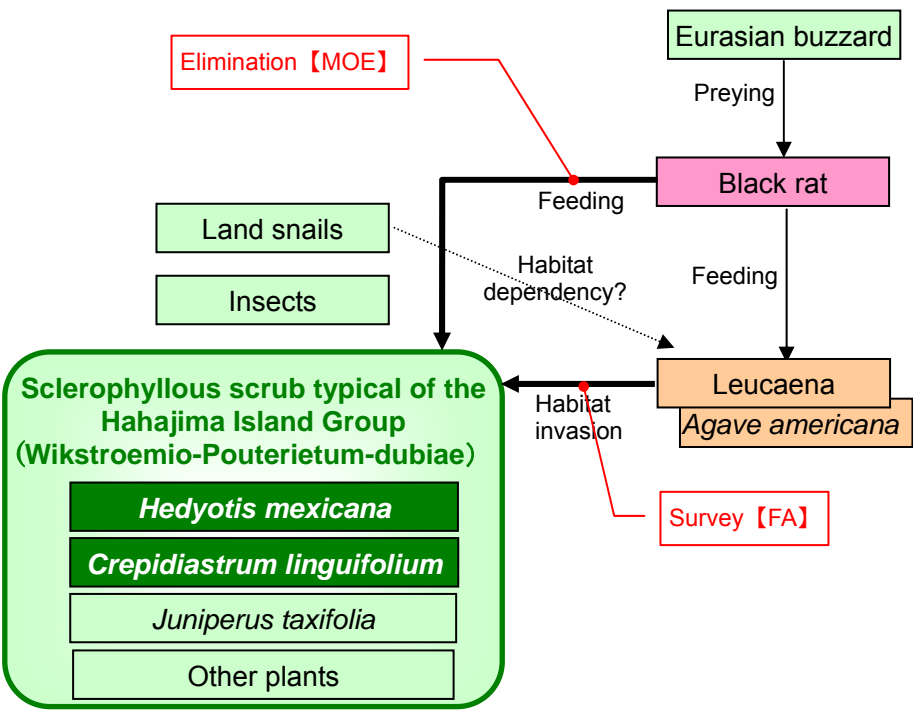 Eurasian buzzard
Elimination【MOE】
Preying
Black rat
Feeding
Land snails
Habitat
dependency?
Feeding
Insects
Sclerophyllous scrub typical of the
Hahajima Island Group
(Wikstroemio-Pouterietum-dubiae)
Leucaena
Agave americana
Habitat
invasion
Hedyotis mexicana
Survey【FA】
Crepidiastrum linguifolium
Juniperus taxifolia
Other plants